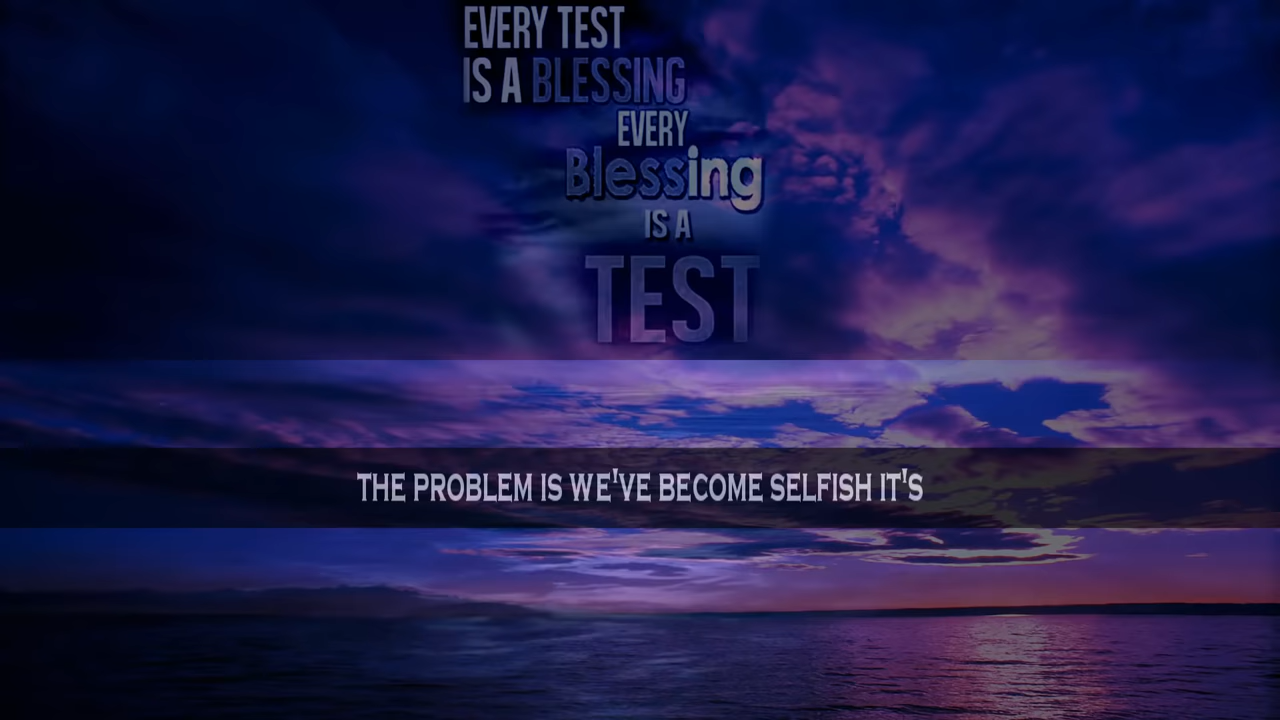 EVERY TEST
IS A BLESSING
EVERY
Blessing
IS A
TEST
THE PROBLEM IS WE'VE BECOME SELFISH IT'S